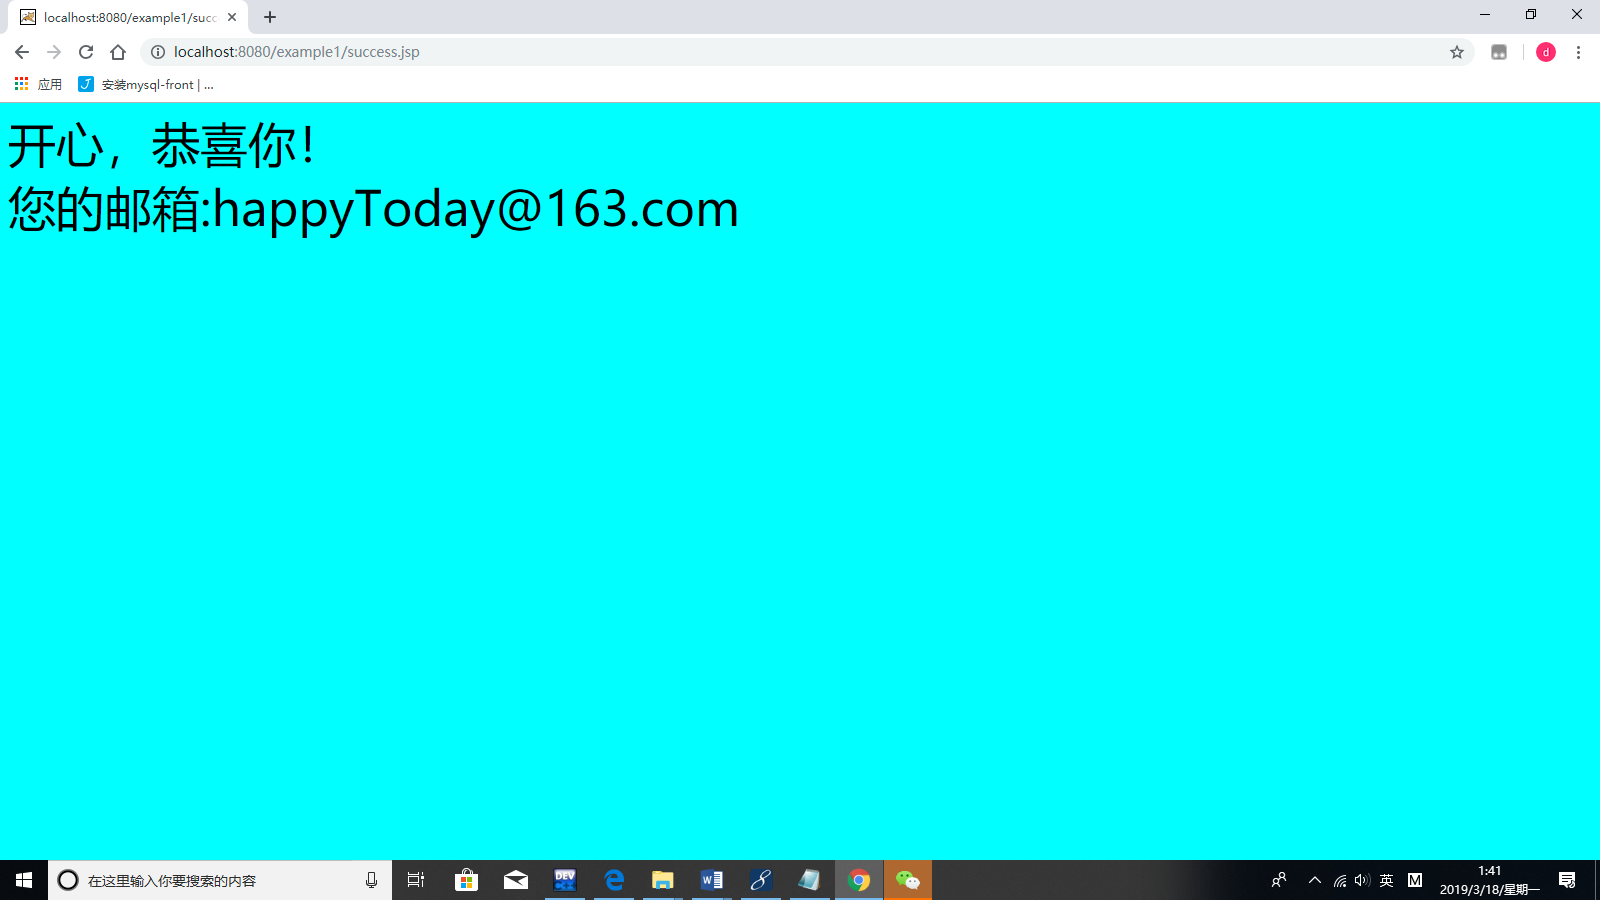 localhost:8080/example1/succ
localhost:8080/example1/success.jsp
d
应用
安装mysql-front | ...
开心，恭喜你！
您的邮箱:happyToday@163.com
在这里输入你要搜索的内容
DEV
英
M
1:41
2019/3/18/星期一